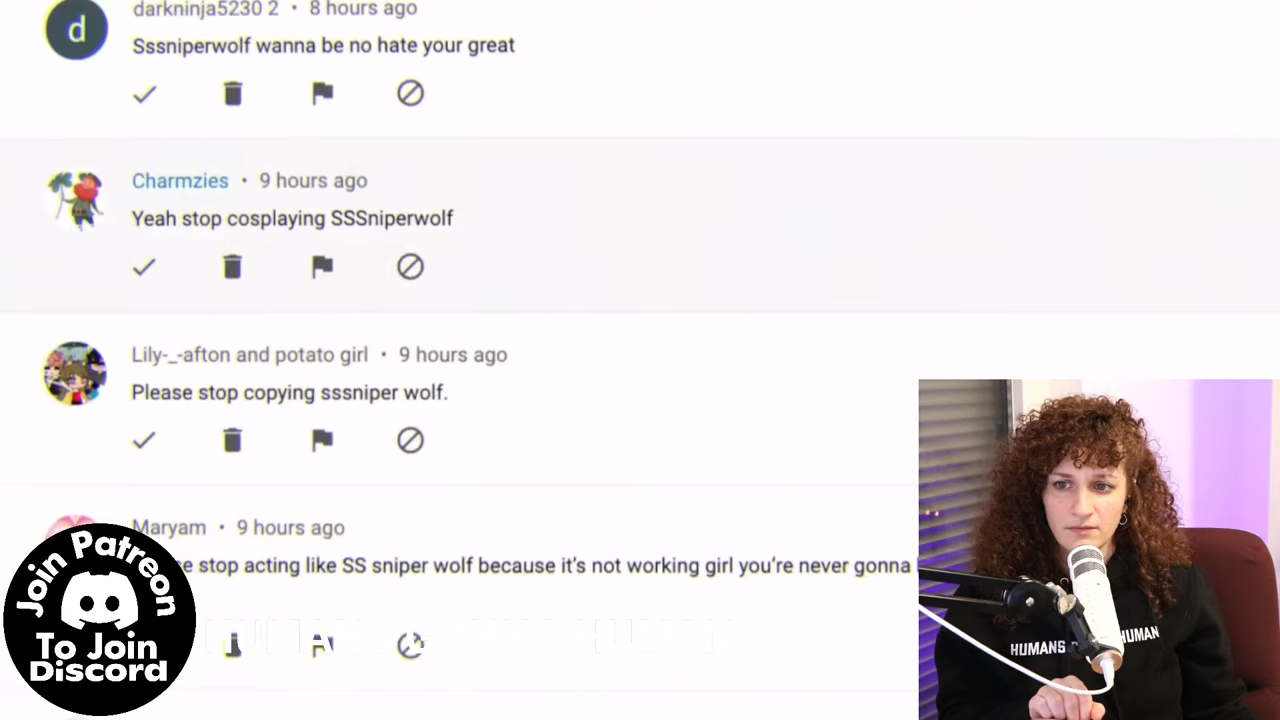 d
darkninja5230 2 • 8 hours ago
Sssniperwolf wanna be no hate your great
Charmzies • 9 hours ago
Yeah stop cosplaying SSSniperwolf
Lily-_-afton and potato girl • 9 hours ago
Please stop copying sssniper wolf.
Maryam • 9 hours ago
stop acting like SS sniper wolf because it's not working girl you're never gonna
Join Patreon
To Join
Discord
HUMANS HUMAN